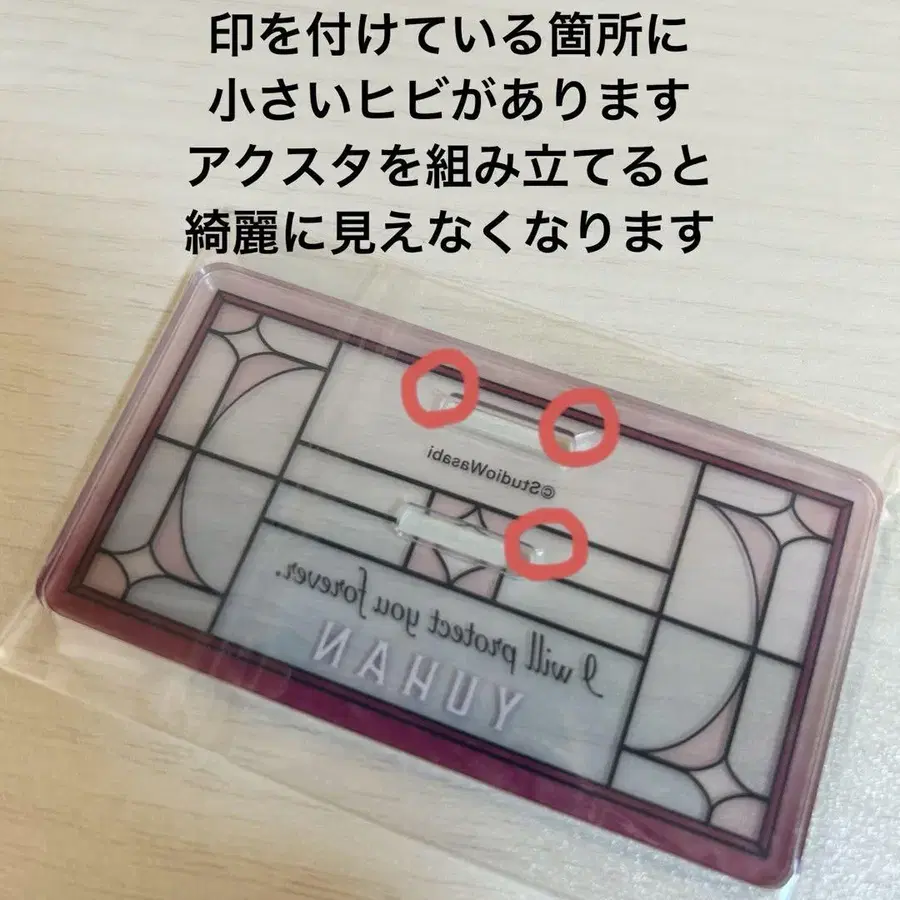 印を付けている箇所に
小さいヒビがあります
アクスタを組み立てると
綺麗に見えなくなります
©StudioWasabi
I will protect you forever.
YUHAN